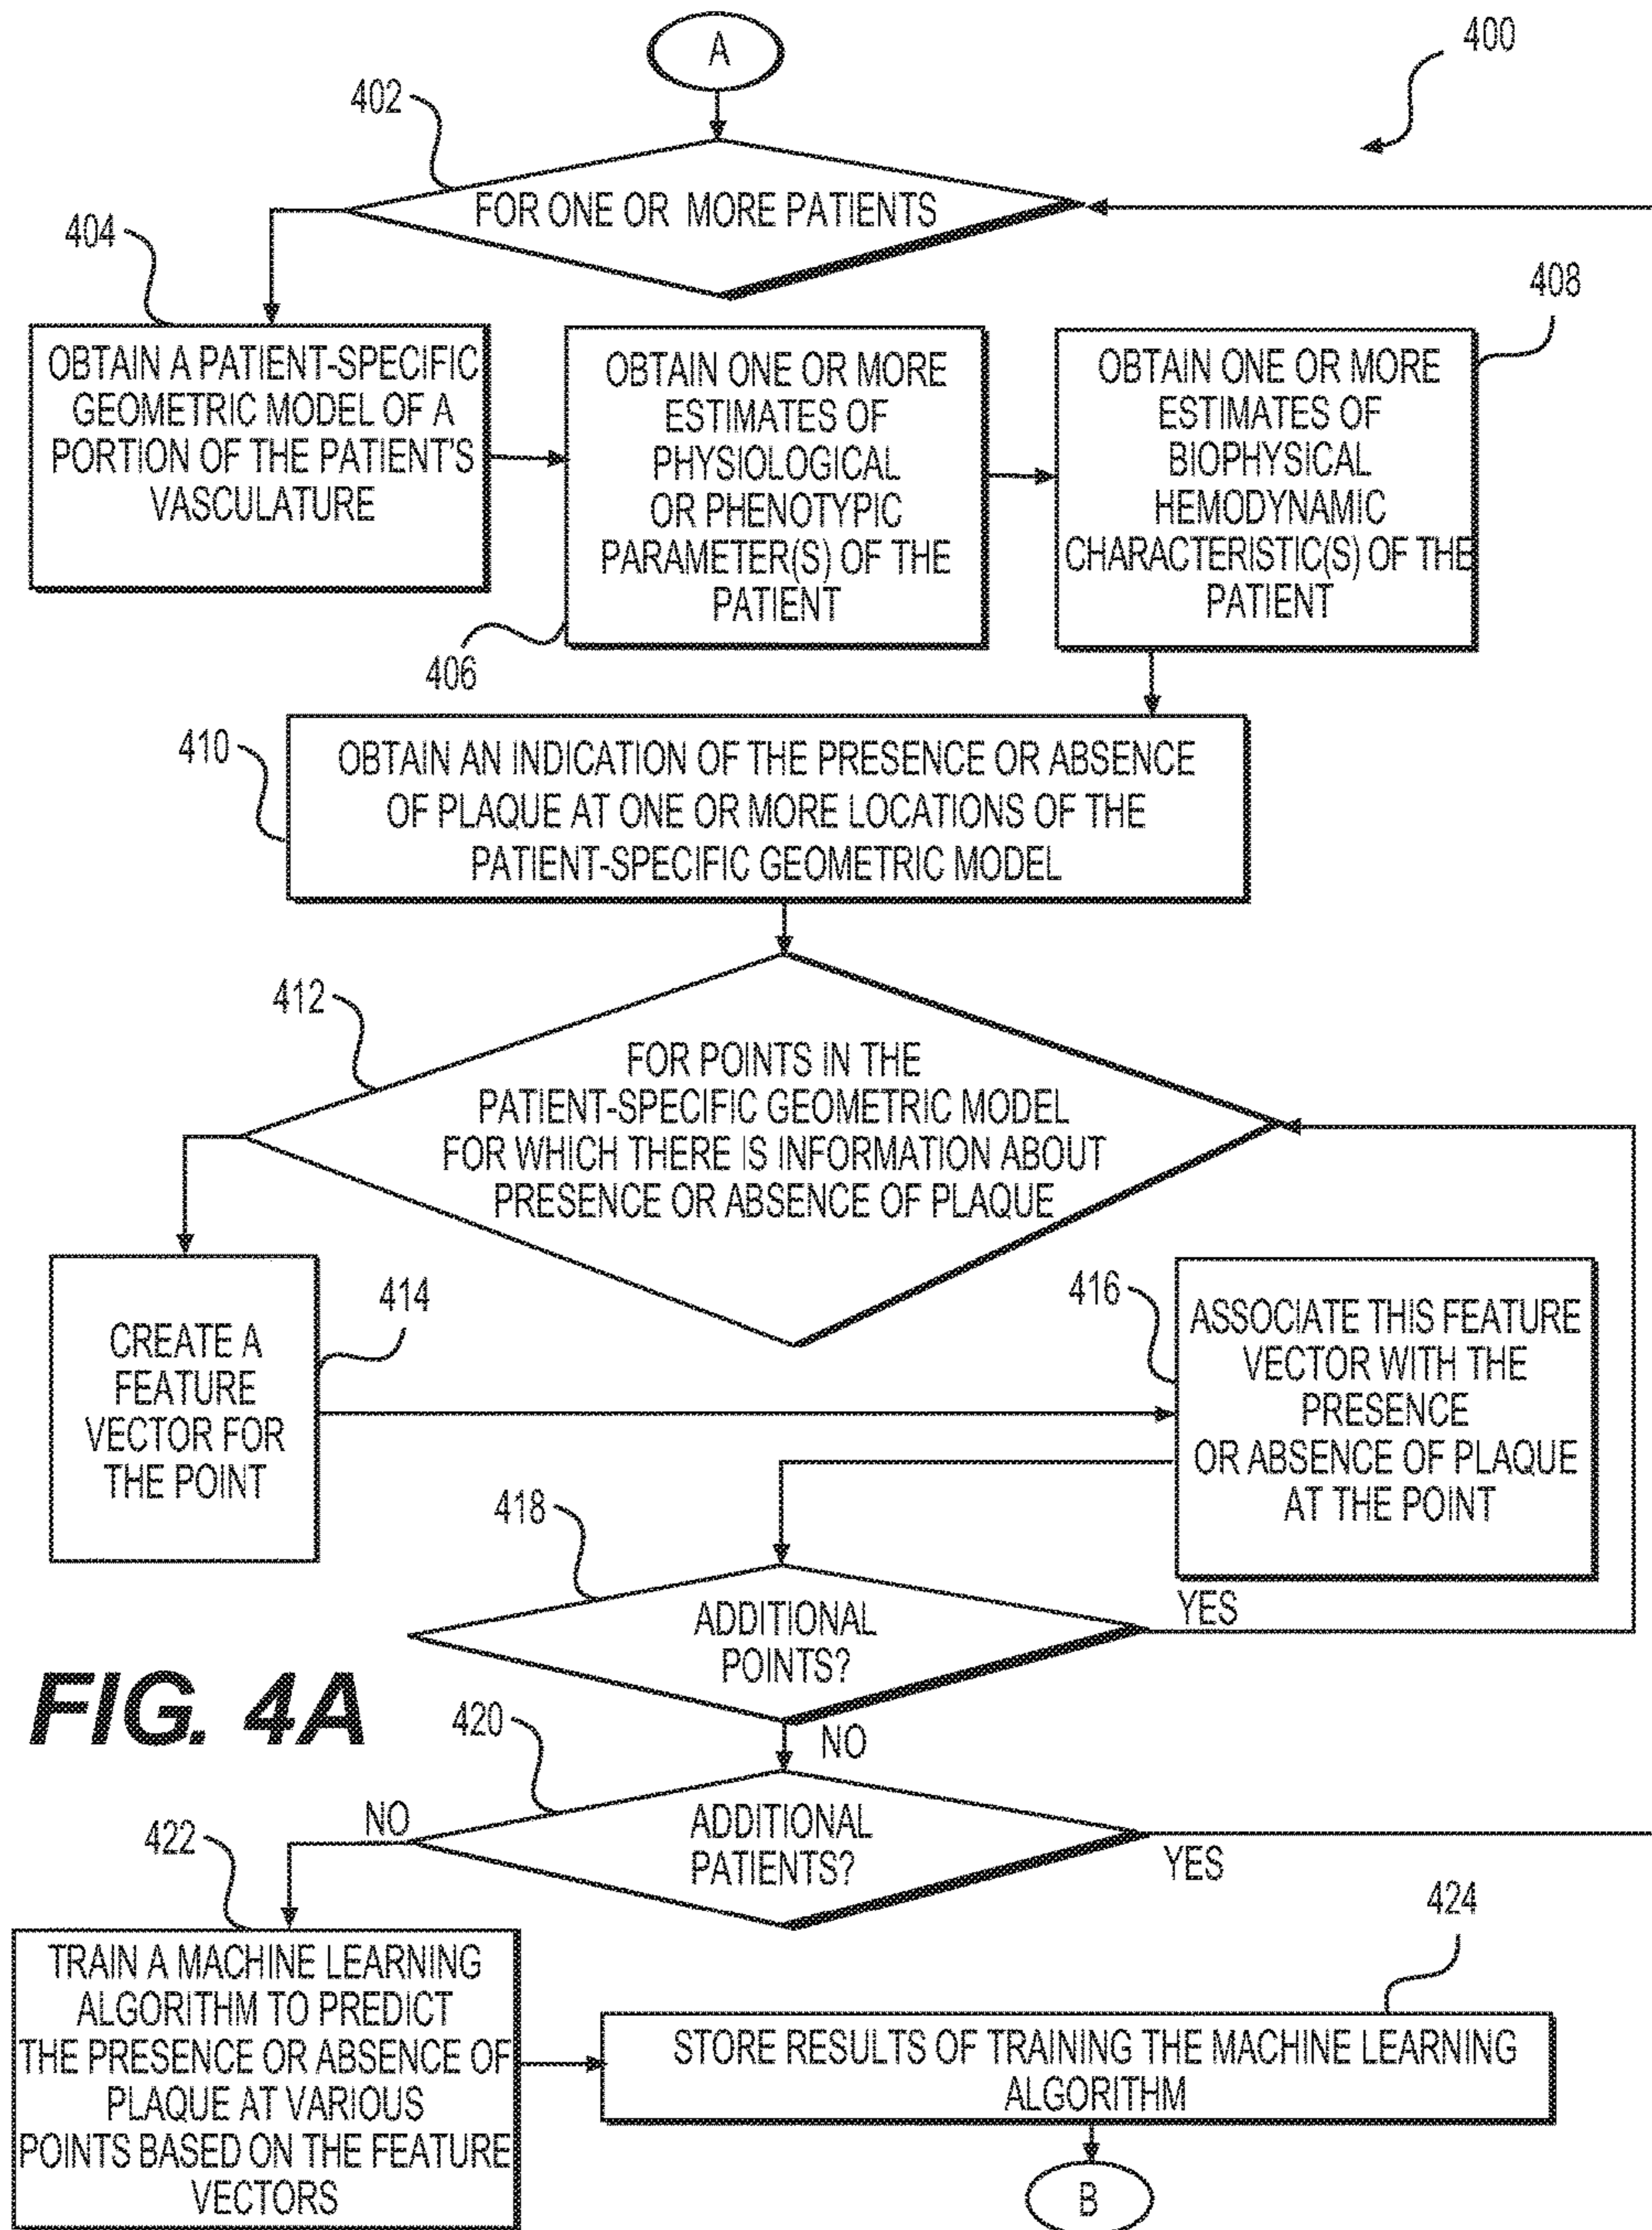 A
400
402
FOR ONE OR MORE PATIENTS
404
408
OBTAIN A PATIENT-SPECIFIC
GEOMETRIC MODEL OF A
PORTION OF THE PATIENT'S
VASCULATURE
OBTAIN ONE OR MORE
ESTIMATES OF
PHYSIOLOGICAL
OR PHENOTYPIC
PARAMETER(S) OF THE
PATIENT
406
OBTAIN ONE OR MORE
ESTIMATES OF
BIOPHYSICAL
HEMODYNAMIC
CHARACTERISTIC(S) OF THE
PATIENT
410
OBTAIN AN INDICATION OF THE PRESENCE OR ABSENCE
OF PLAQUE AT ONE OR MORE LOCATIONS OF THE
PATIENT-SPECIFIC GEOMETRIC MODEL
412
FOR POINTS IN THE
PATIENT-SPECIFIC GEOMETRIC MODEL
FOR WHICH THERE IS INFORMATION ABOUT
PRESENCE OR ABSENCE OF PLAQUE
414
CREATE A
FEATURE
VECTOR FOR
THE POINT
416
ASSOCIATE THIS FEATURE
VECTOR WITH THE
PRESENCE
OR ABSENCE OF PLAQUE
AT THE POINT
418
ADDITIONAL
POINTS?
YES
NO
FIG. 4A
420
ADDITIONAL
PATIENTS?
NO
YES
422
TRAIN A MACHINE LEARNING
ALGORITHM TO PREDICT
THE PRESENCE OR ABSENCE OF
PLAQUE AT VARIOUS
POINTS BASED ON THE FEATURE
VECTORS
424
STORE RESULTS OF TRAINING THE MACHINE LEARNING
ALGORITHM
B